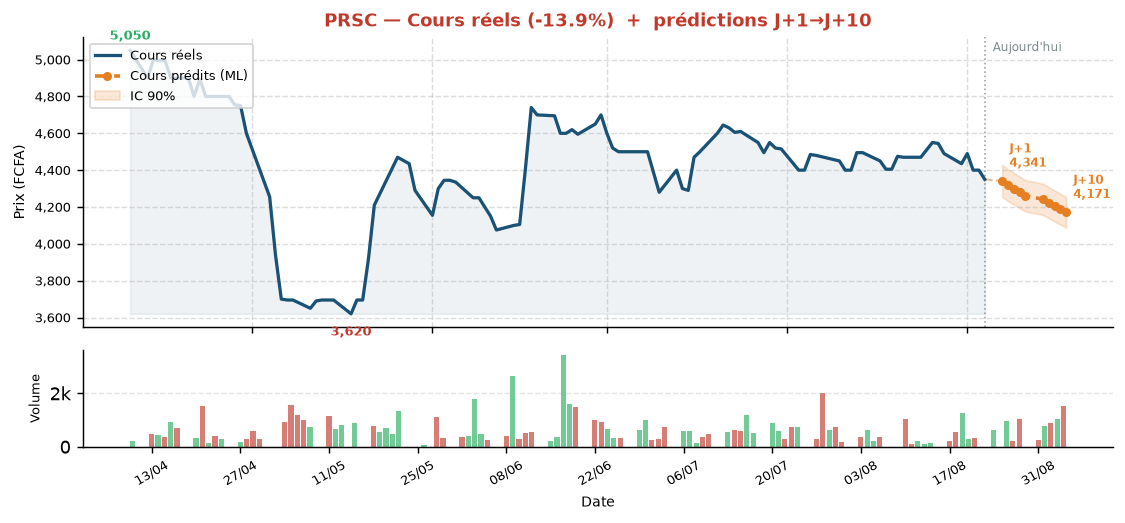 PRSC — Cours réels (-13.9%) + prédictions J+1→J+10
5,050
Cours réels
Cours prédits (ML)
IC 90%
Aujourd'hui
J+1
4,341
J+10
4,171
3,620
Prix (FCFA)
5,000
4,800
4,600
4,400
4,200
4,000
3,800
3,600
Volume
2k
0
13/04
27/04
11/05
25/05
08/06
22/06
06/07
20/07
03/08
17/08
31/08
Date